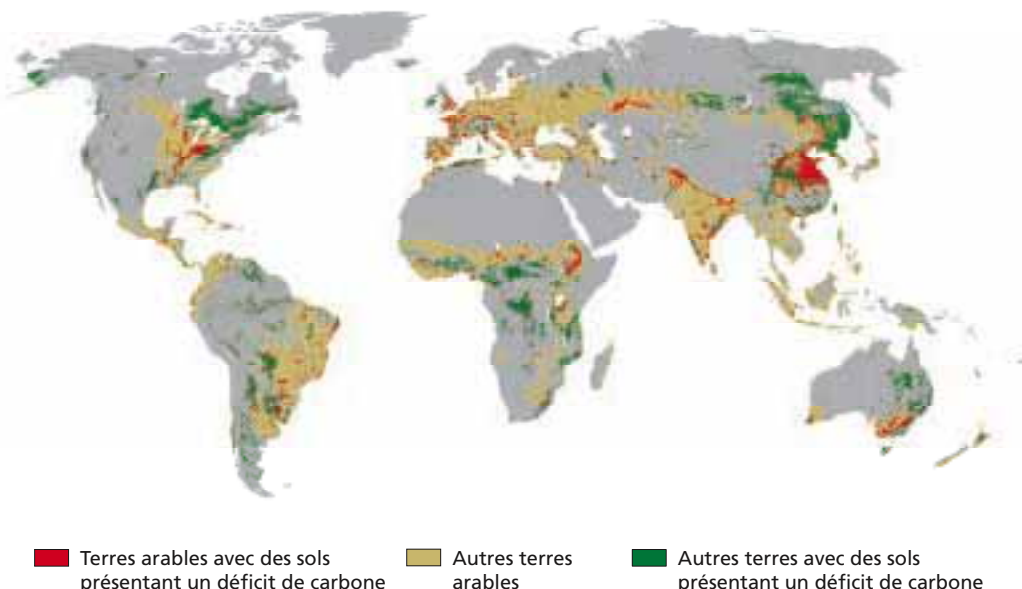 Terres arables avec des sols
présentant un déficit de carbone
Autres terres
arables
Autres terres avec des sols
présentant un déficit de carbone